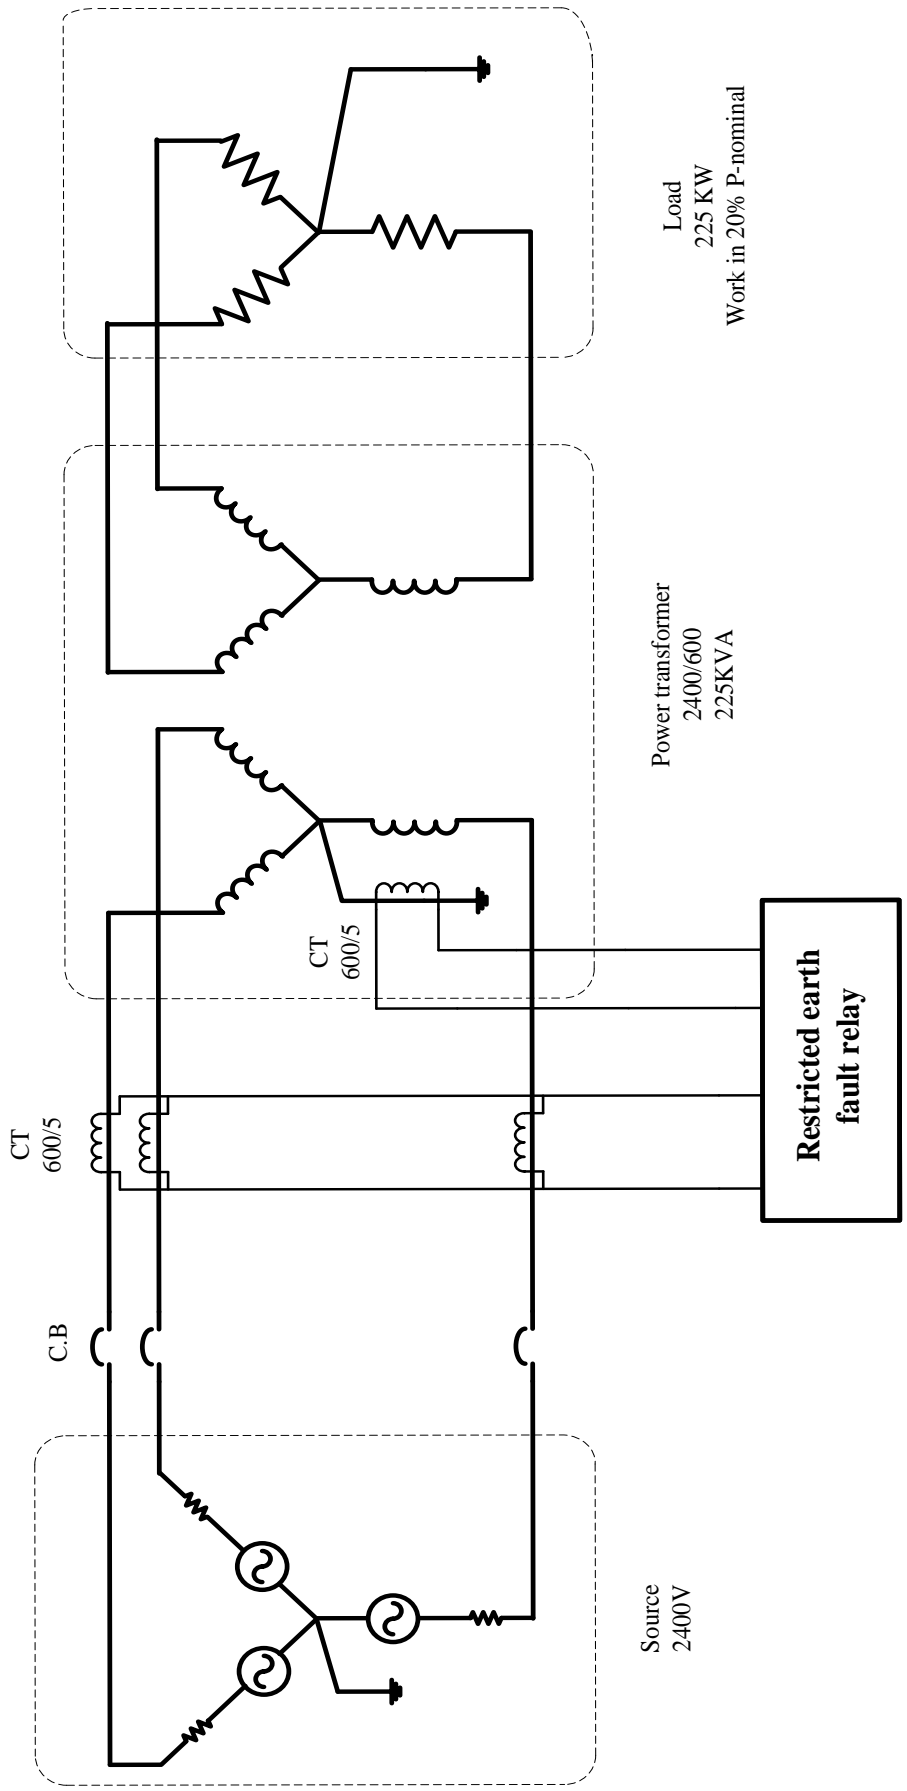 Source
2400V
C.B
CT
600/5
Restricted earth
fault relay
CT
600/5
Power transformer
2400/600
225KVA
Load
225 KW
Work in 20% P-nominal